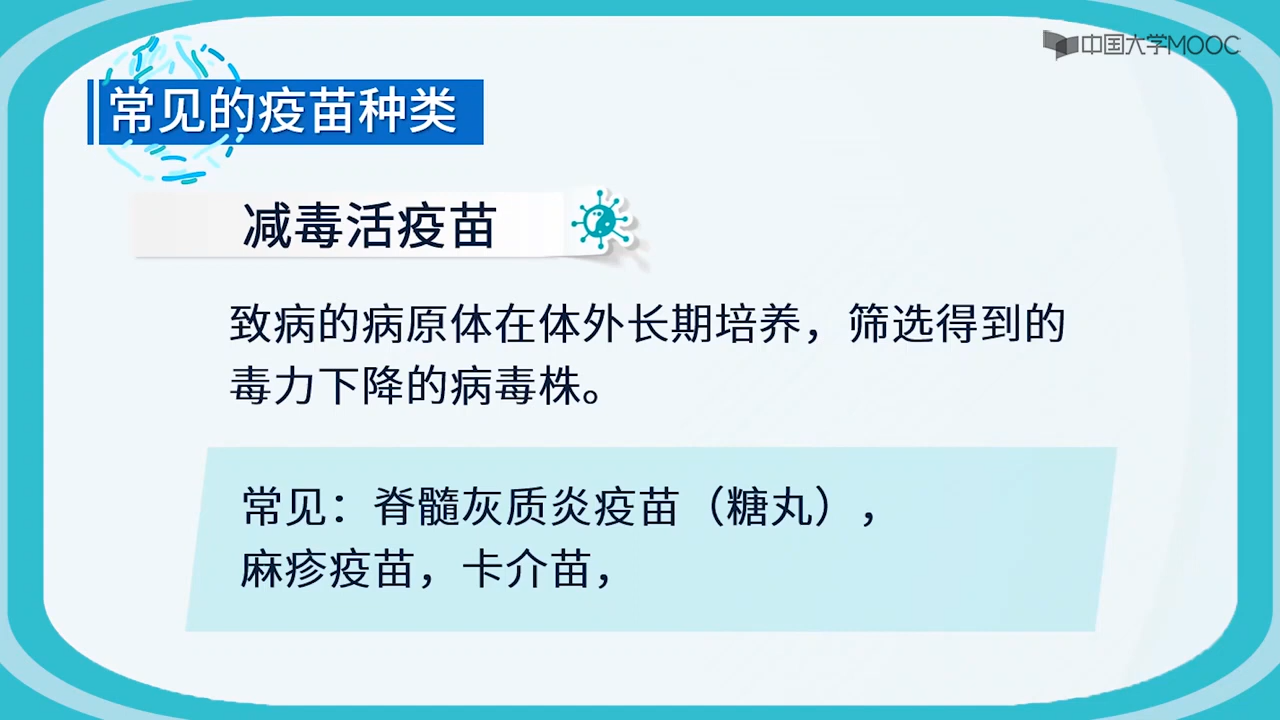 中国大学MOOC
常见的疫苗种类
减毒活疫苗
致病的病原体在体外长期培养，筛选得到的
毒力下降的病毒株。
常见：脊髓灰质炎疫苗（糖丸），
麻疹疫苗，卡介苗，